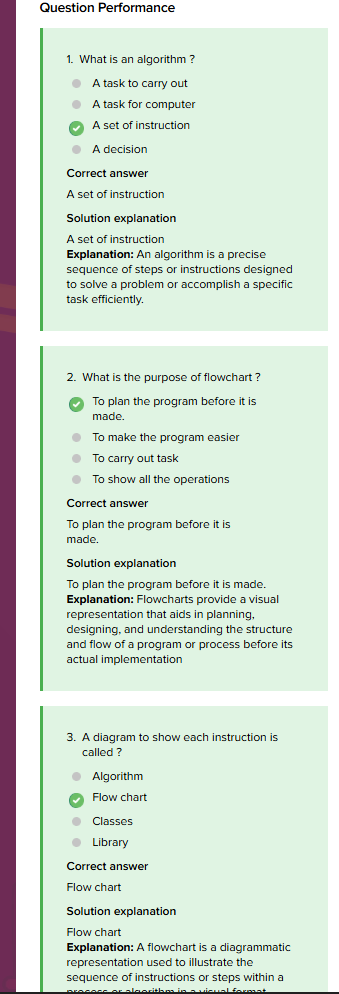 Question Performance
1. What is an algorithm ?
A task to carry out
A task for computer
A set of instruction
A decision
Correct answer
A set of instruction
Solution explanation
A set of instruction
Explanation: An algorithm is a precise
sequence of steps or instructions designed
to solve a problem or accomplish a specific
task efficiently.
2. What is the purpose of flowchart ?
To plan the program before it is
made.
To make the program easier
To carry out task
To show all the operations
Correct answer
To plan the program before it is
made.
Solution explanation
To plan the program before it is made.
Explanation: Flowcharts provide a visual
representation that aids in planning,
designing, and understanding the structure
and flow of a program or process before its
actual implementation
3. A diagram to show each instruction is
called ?
Algorithm
Flow chart
Classes
Library
Correct answer
Flow chart
Solution explanation
Flow chart
Explanation: A flowchart is a diagrammatic
representation used to illustrate the
sequence of instructions or steps within a
process or algorithm in a visual format